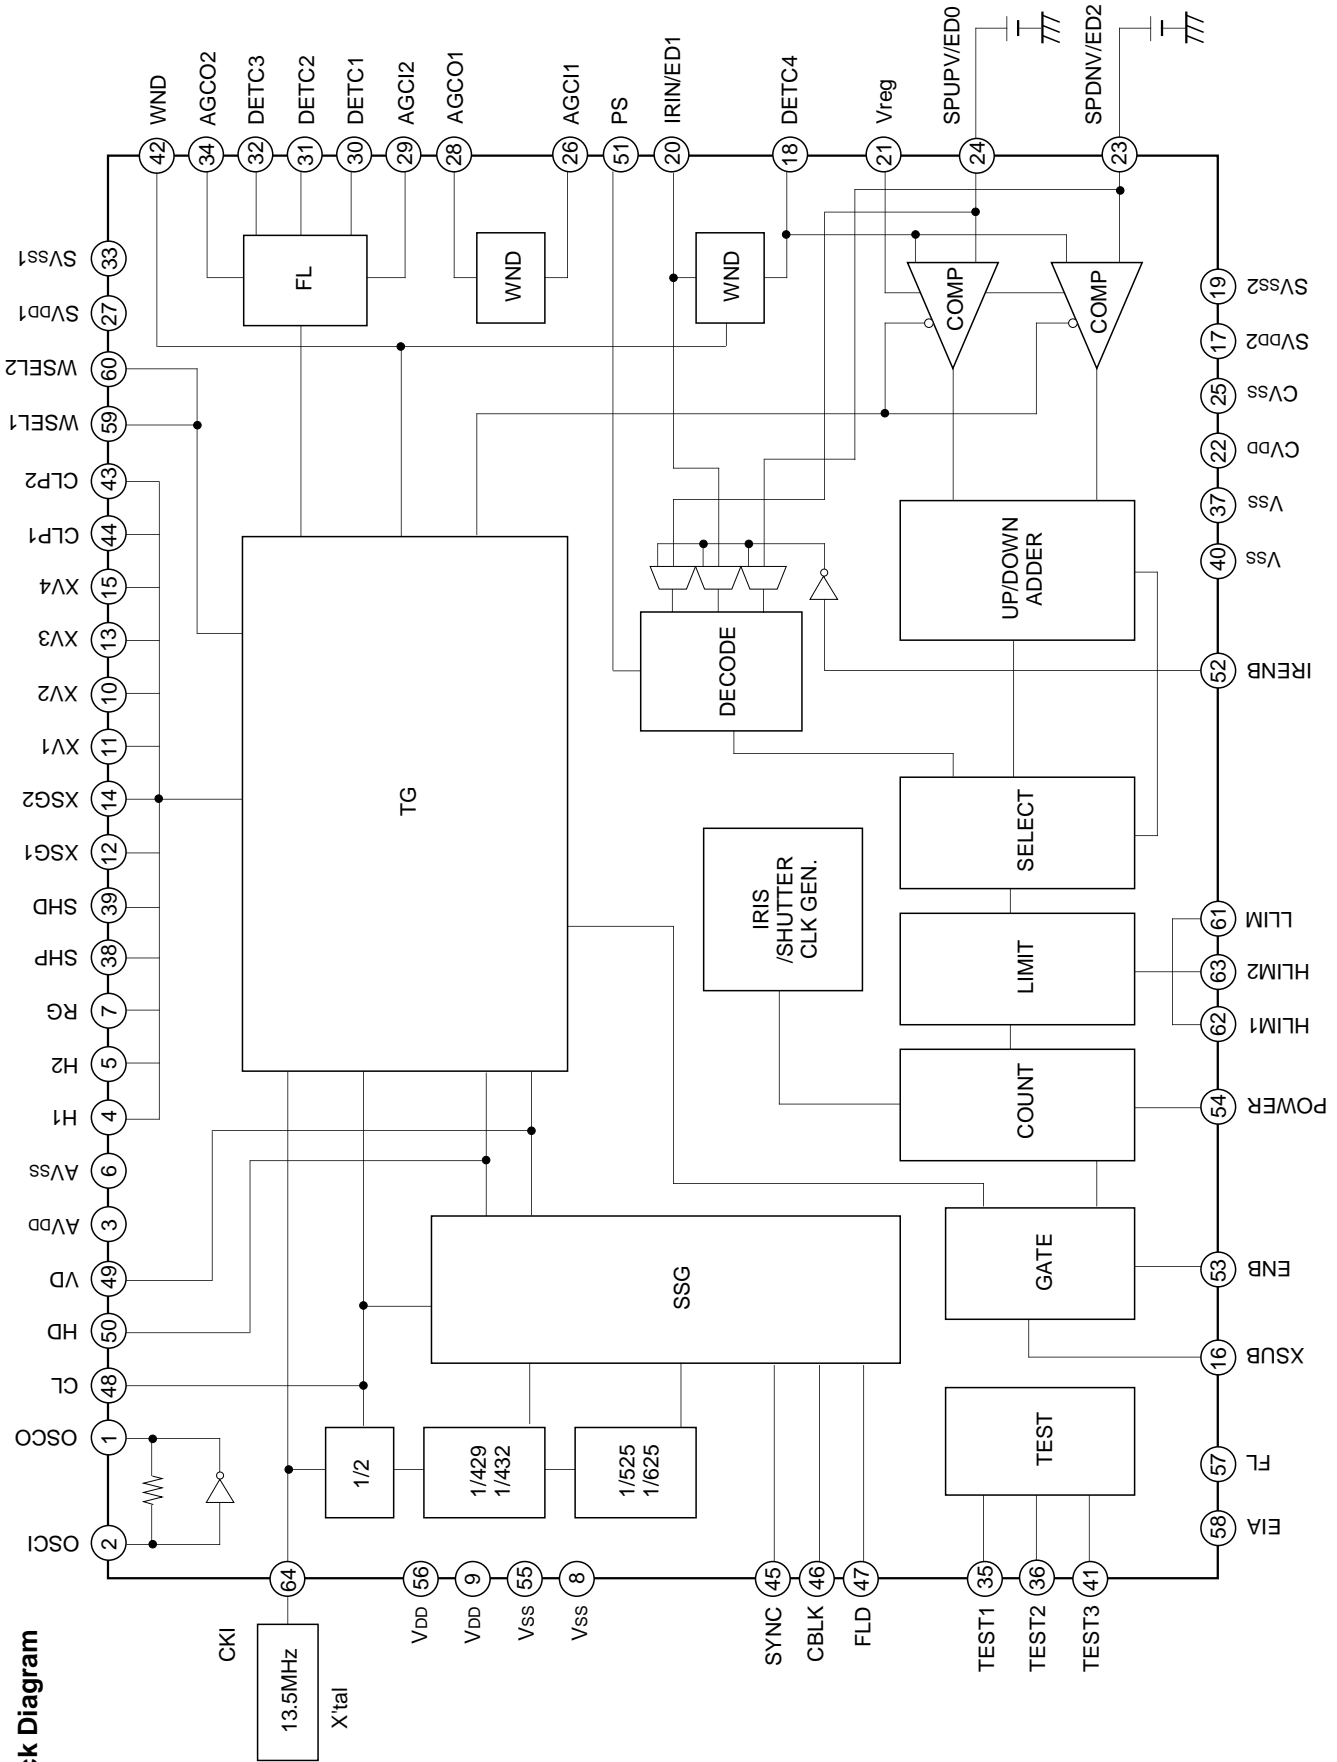 ck Diagram
42 WND
34 AGCO2
32 DETC3
31 DETC2
30 DETC1
29 AGCI2
28 AGCO1
26 AGCI1
51 PS
20 IRIN/ED1
18 DETC4
21 Vreg
24 SPUPV/ED0
23 SPDNV/ED2
33 SVSS1
27 SVDD1
60 WSEL2
59 WSEL1
43 CLP2
44 CLP1
15 XV4
13 XV3
10 XV2
11 XV1
14 XSG2
12 XSG1
39 SHD
38 SHP
7 RG
5 H2
4 H1
6 AVSS
3 AVDD
49 VD
50 HD
48 CL
1 OSCO
2 OSCI
FL
WND
WND
COMP
COMP
TG
DECODE
UP/DOWN
ADDER
SELECT
IRIS
/SHUTTER
CLK GEN.
LIMIT
COUNT
GATE
SSG
TEST
1/2
1/429
1/432
1/525
1/625
19 SVSS2
17 SVDD2
25 CVSS
22 CVDD
37 VSS
40 VSS
52 IRENB
61 LLIM
63 HLIM2
62 HLIM1
54 POWER
53 ENB
16 XSUB
57 FL
58 EIA
64
CKI
13.5MHz
X'tal
56 VDD
9 VDD
55 VSS
8 VSS
45 SYNC
46 CBLK
47 FLD
35 TEST1
36 TEST2
41 TEST3